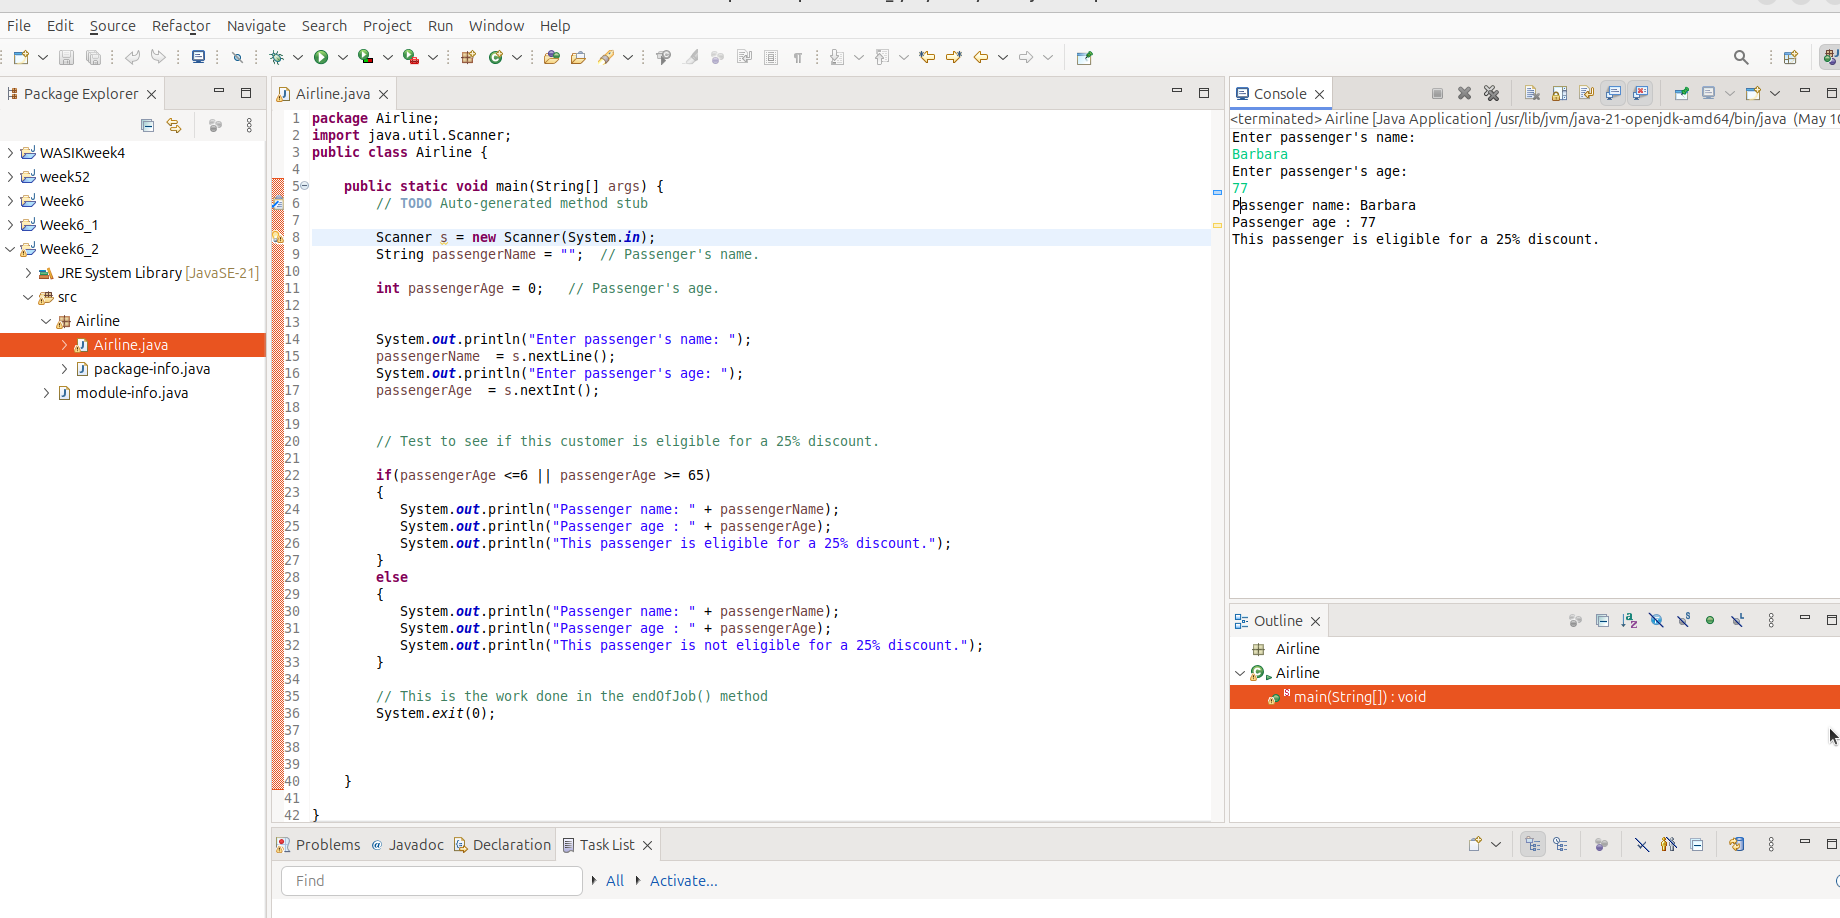 File Edit Source Refactor Navigate Search Project Run Window Help
Package Explorer
WASIKweek4
week52
Week6
Week6_1
Week6_2
JRE System Library [JavaSE-21]
src
Airline
Airline.java
package-info.java
module-info.java
Airline.java
1 package Airline;
2 import java.util.Scanner;
3 public class Airline {
4
5 public static void main(String[] args) {
6 // TODO Auto-generated method stub
7
8 Scanner s = new Scanner(System.in);
9 String passengerName = ""; // Passenger's name.
10
11 int passengerAge = 0; // Passenger's age.
12
13
14 System.out.println("Enter passenger's name: ");
15 passengerName = s.nextLine();
16 System.out.println("Enter passenger's age: ");
17 passengerAge = s.nextInt();
18
19
20 // Test to see if this customer is eligible for a 25% discount.
21
22 if(passengerAge <=6 || passengerAge >= 65)
23 {
24 System.out.println("Passenger name: " + passengerName);
25 System.out.println("Passenger age : " + passengerAge);
26 System.out.println("This passenger is eligible for a 25% discount.");
27 }
28 else
29 {
30 System.out.println("Passenger name: " + passengerName);
31 System.out.println("Passenger age : " + passengerAge);
32 System.out.println("This passenger is not eligible for a 25% discount.");
33 }
34
35 // This is the work done in the endOfJob() method
36 System.exit(0);
37
38
39
40 }
41
42 }
Console
<terminated> Airline [Java Application] /usr/lib/jvm/java-21-openjdk-amd64/bin/java (May 10
Enter passenger's name:
Barbara
Enter passenger's age:
77
Passenger name: Barbara
Passenger age : 77
This passenger is eligible for a 25% discount.
Outline
Airline
Airline
main(String[]) : void
Problems @ Javadoc Declaration Task List
Find All Activate...